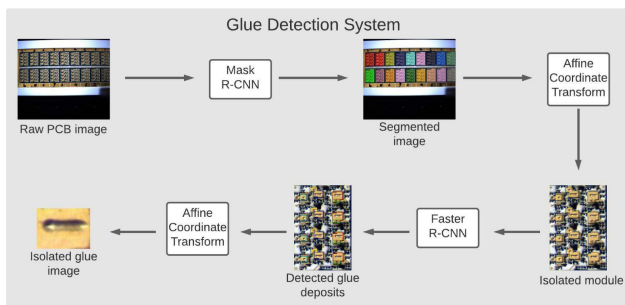 Glue Detection System
Mask
R-CNN
Affine
Coordinate
Transform
Raw PCB image
Segmented
image
Affine
Coordinate
Transform
Faster
R-CNN
Isolated glue
image
Detected glue
deposits
Isolated module